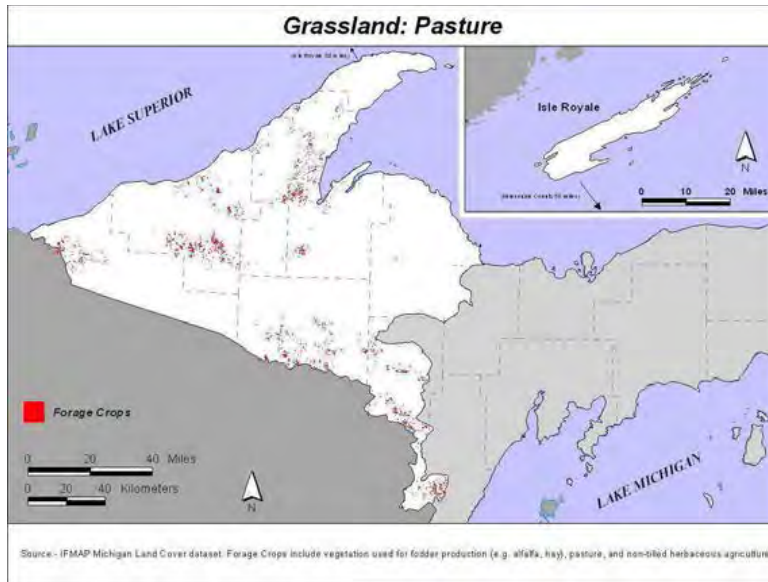 Grassland: Pasture
LAKE SUPERIOR
Isle Royale
N
0 10 20 Miles
Forage Crops
0 20 40 Miles
0 20 40 Kilometers
N
LAKE MICHIGAN
Source - IFMAP Michigan Land Cover dataset. Forage Crops include vegetation used for fodder production (e.g. alfalfa, hay), pasture, and non-tilled herbaceous agriculture